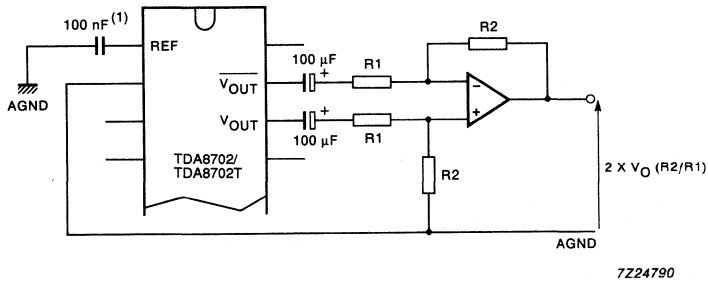 100 nF (1)
REF
AGND
V̅O̅U̅T̅
VOUT
TDA8702/
TDA8702T
100 µF
+
R1
+
100 µF
R1
R2
−
+
R2
2 X VO (R2/R1)
AGND
7Z24790